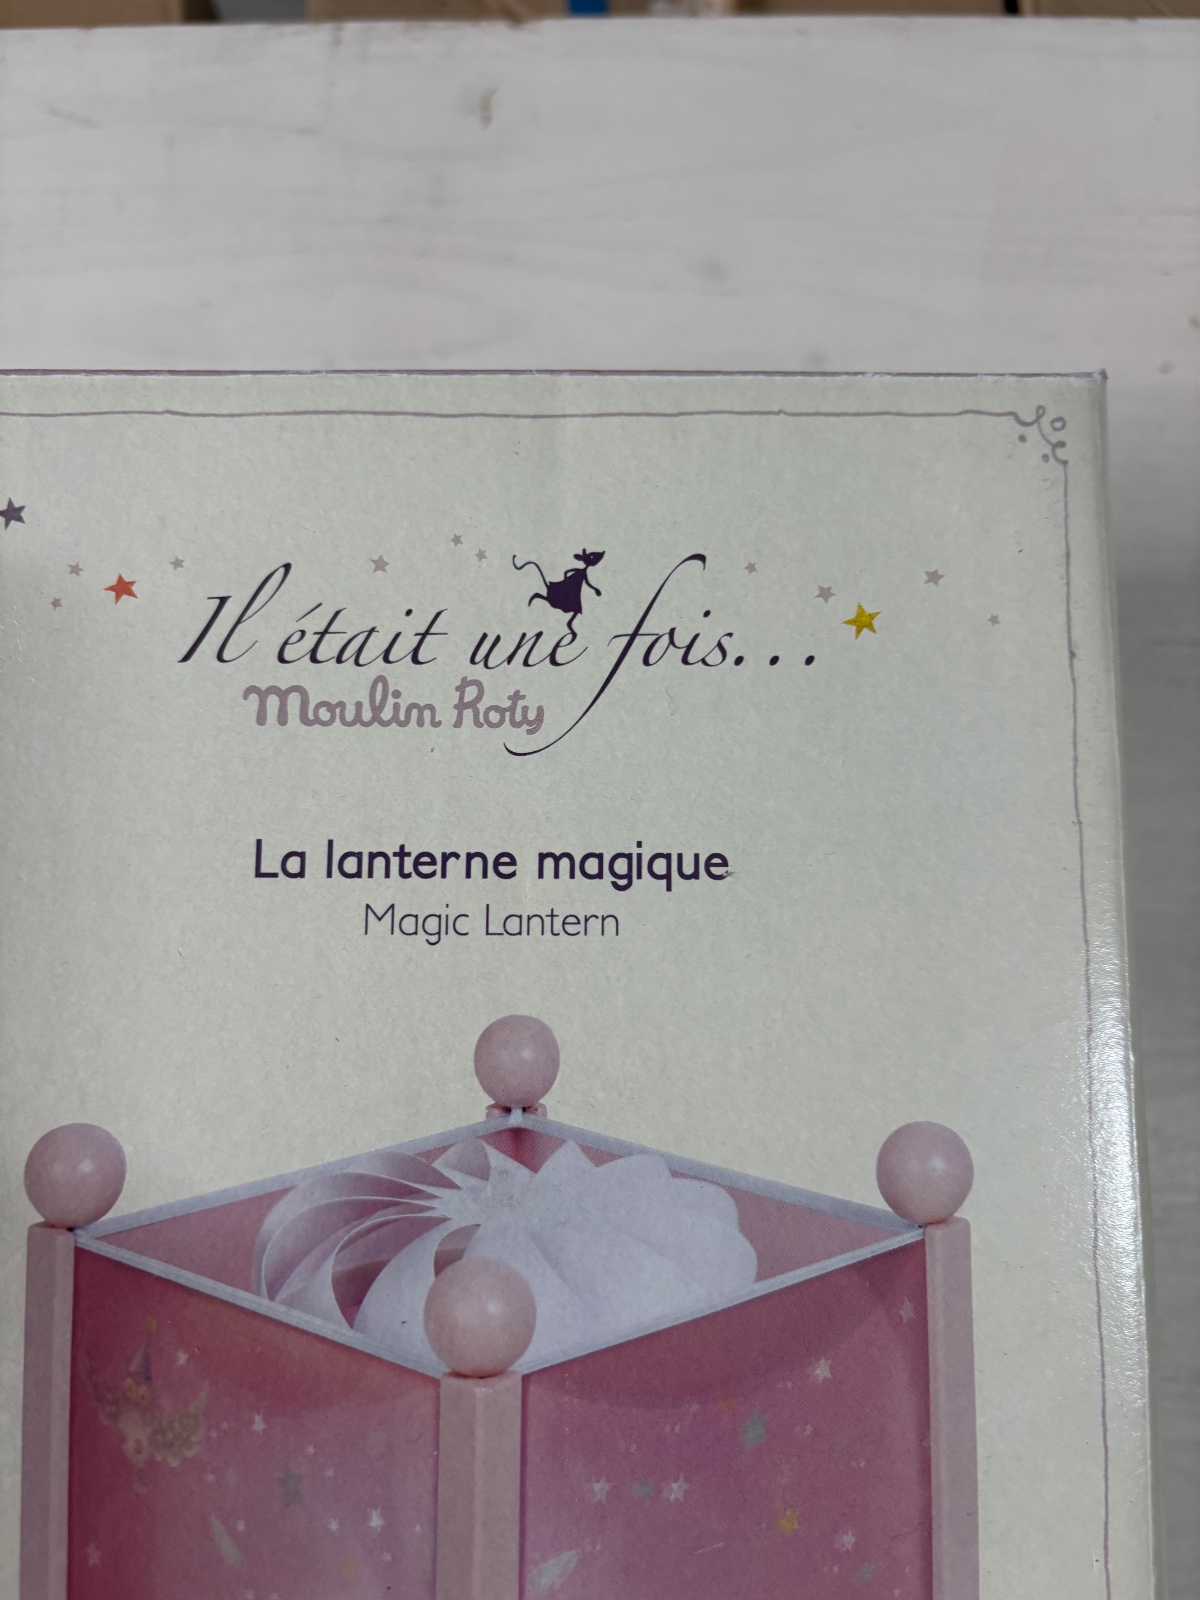 Il était une fois...
Moulin Roty
La lanterne magique
Magic Lantern